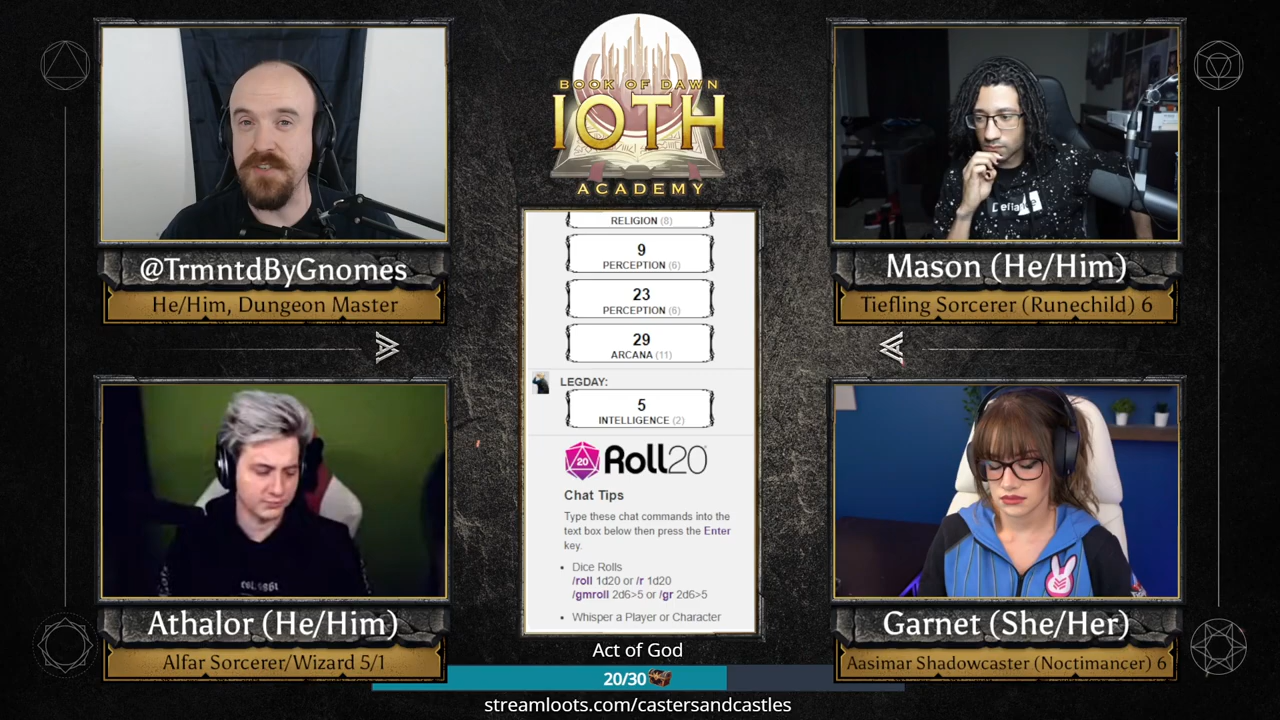 BOOK OF DAWN
IOTH
ACADEMY
@TrmntdByGnomes
He/Him, Dungeon Master
Mason (He/Him)
Tiefling Sorcerer (Runechild) 6
Defiant
RELIGION (8)
9
PERCEPTION (6)
23
PERCEPTION (6)
29
ARCANA (11)
LEGDAY:
5
INTELLIGENCE (2)
20
Roll20
Chat Tips
Type these chat commands into the
text box below then press the Enter
key.
• Dice Rolls
/roll 1d20 or /r 1d20
/gmroll 2d6>5 or /gr 2d6>5
• Whisper a Player or Character
Athalor (He/Him)
Alfar Sorcerer/Wizard 5/1
Garnet (She/Her)
Aasimar Shadowcaster (Noctimancer) 6
Act of God
20/30
streamloots.com/castersandcastles